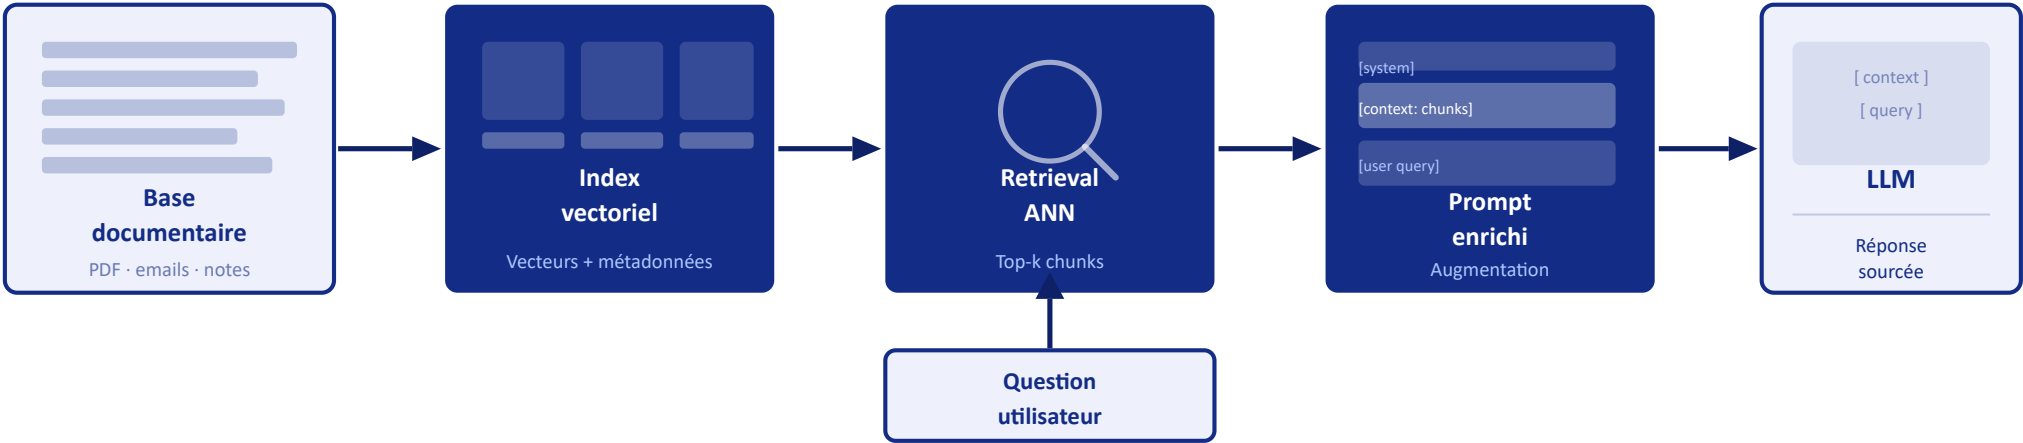 Base
documentaire
PDF · emails · notes
Index
vectoriel
Vecteurs + métadonnées
Retrieval
ANN
Top-k chunks
[system]
[context: chunks]
[user query]
Prompt
enrichi
Augmentation
[ context ]
[ query ]
LLM
Réponse
sourcée
Question
utilisateur